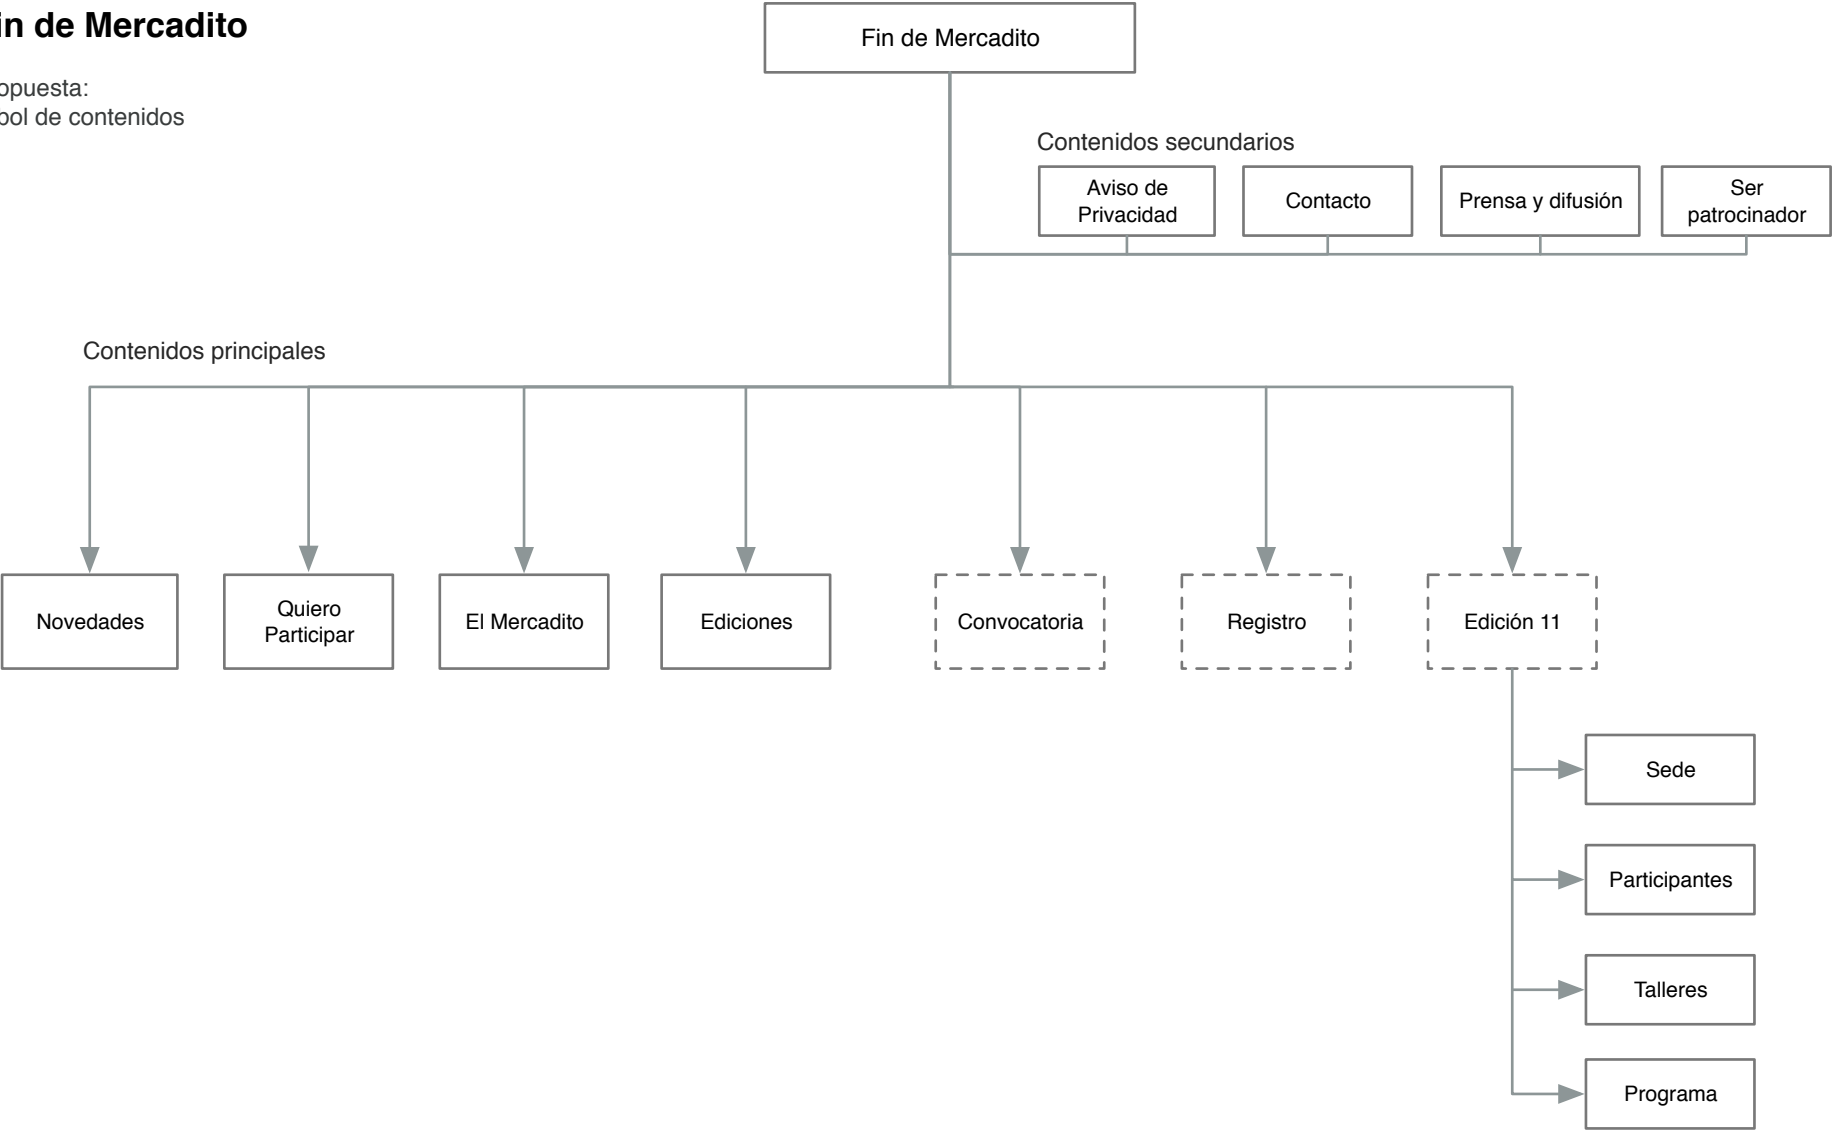 in de Mercadito
opuesta:
bol de contenidos
Fin de Mercadito
Contenidos secundarios
Aviso de
Privacidad
Contacto
Prensa y difusión
Ser
patrocinador
Contenidos principales
Novedades
Quiero
Participar
El Mercadito
Ediciones
Convocatoria
Registro
Edición 11
Sede
Participantes
Talleres
Programa